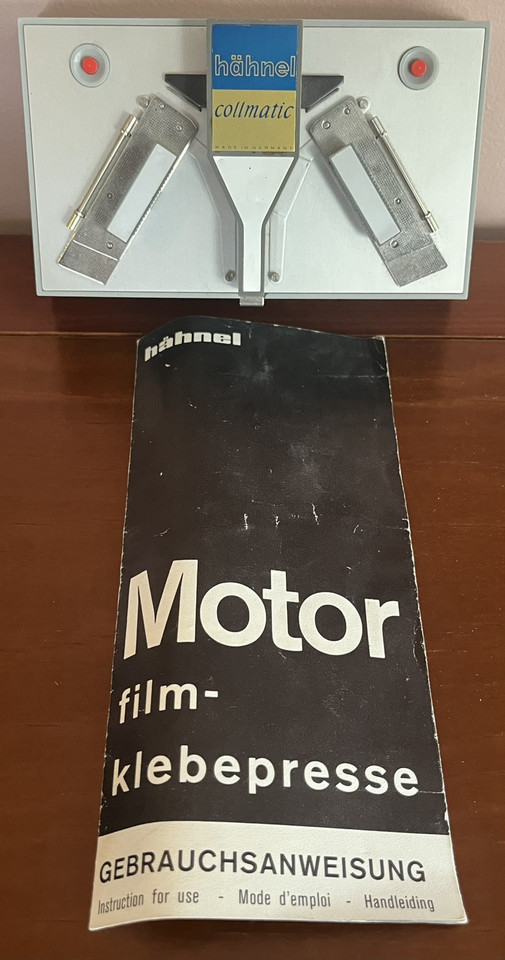 hähnel
collmatic
MADE IN GERMANY
hähnel
Motor
film-
klebepresse
GEBRAUCHSANWEISUNG
Instruction for use - Mode d'emploi - Handleiding